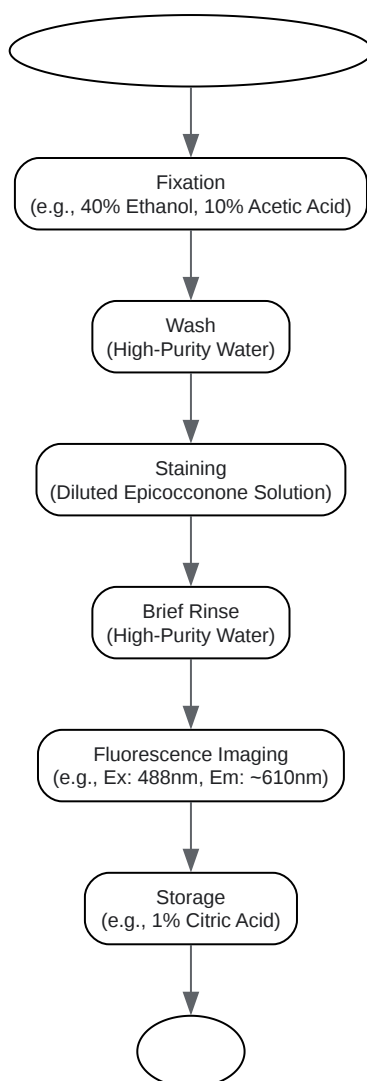 Fixation
(e.g., 40% Ethanol, 10% Acetic Acid)
Wash
(High-Purity Water)
Staining
(Diluted Epicocconone Solution)
Brief Rinse
(High-Purity Water)
Fluorescence Imaging
(e.g., Ex: 488nm, Em: ~610nm)
Storage
(e.g., 1% Citric Acid)